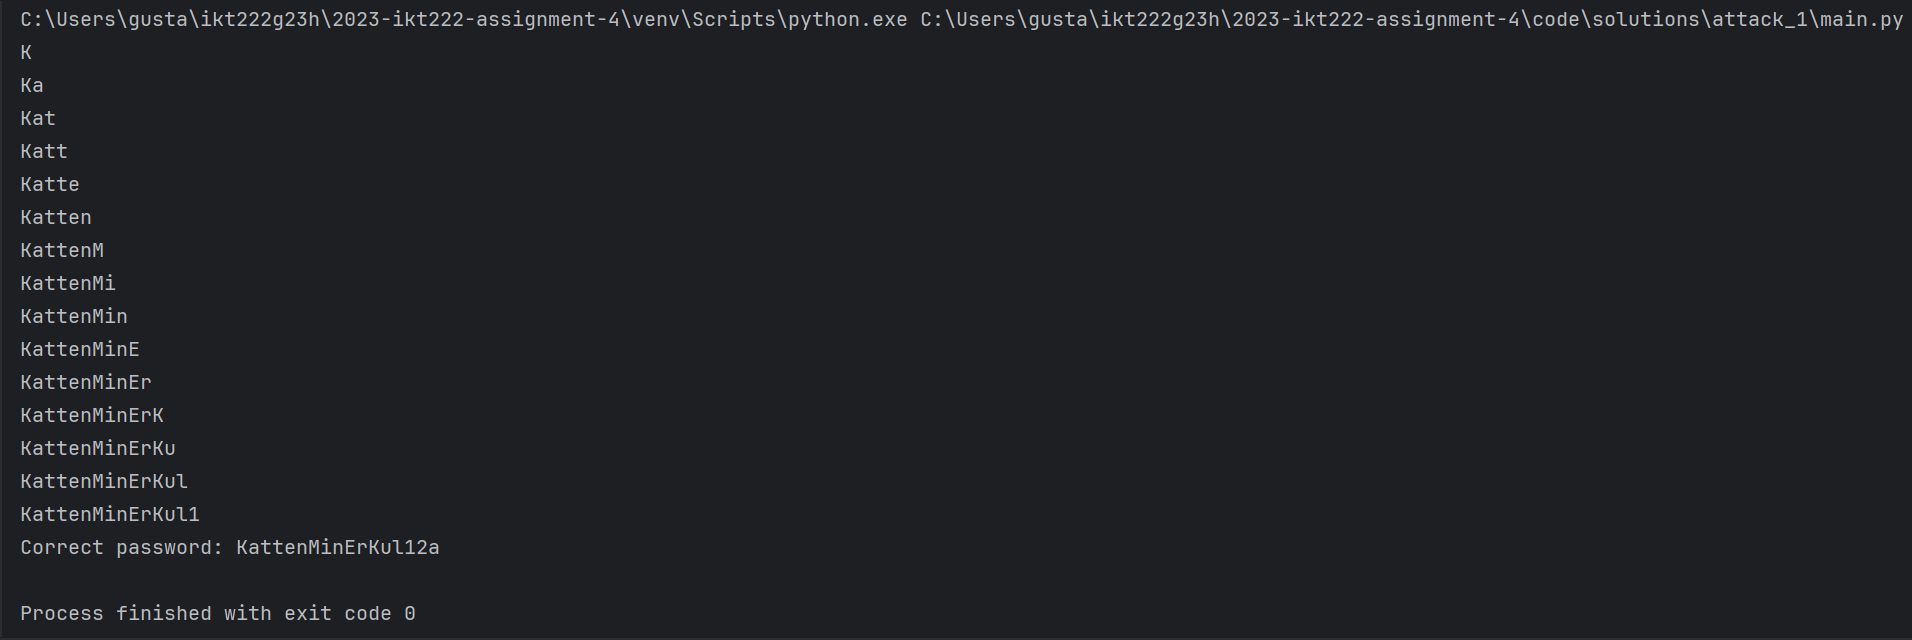 C:\Users\gusta\ikt222g23h\2023-ikt222-assignment-4\venv\Scripts\python.exe C:\Users\gusta\ikt222g23h\2023-ikt222-assignment-4\code\solutions\attack_1\main.py
K
Ka
Kat
Katt
Katte
Katten
KattenM
KattenMi
KattenMin
KattenMinE
KattenMinEr
KattenMinErK
KattenMinErKu
KattenMinErKul
KattenMinErKul1
Correct password: KattenMinErKul12a
Process finished with exit code 0